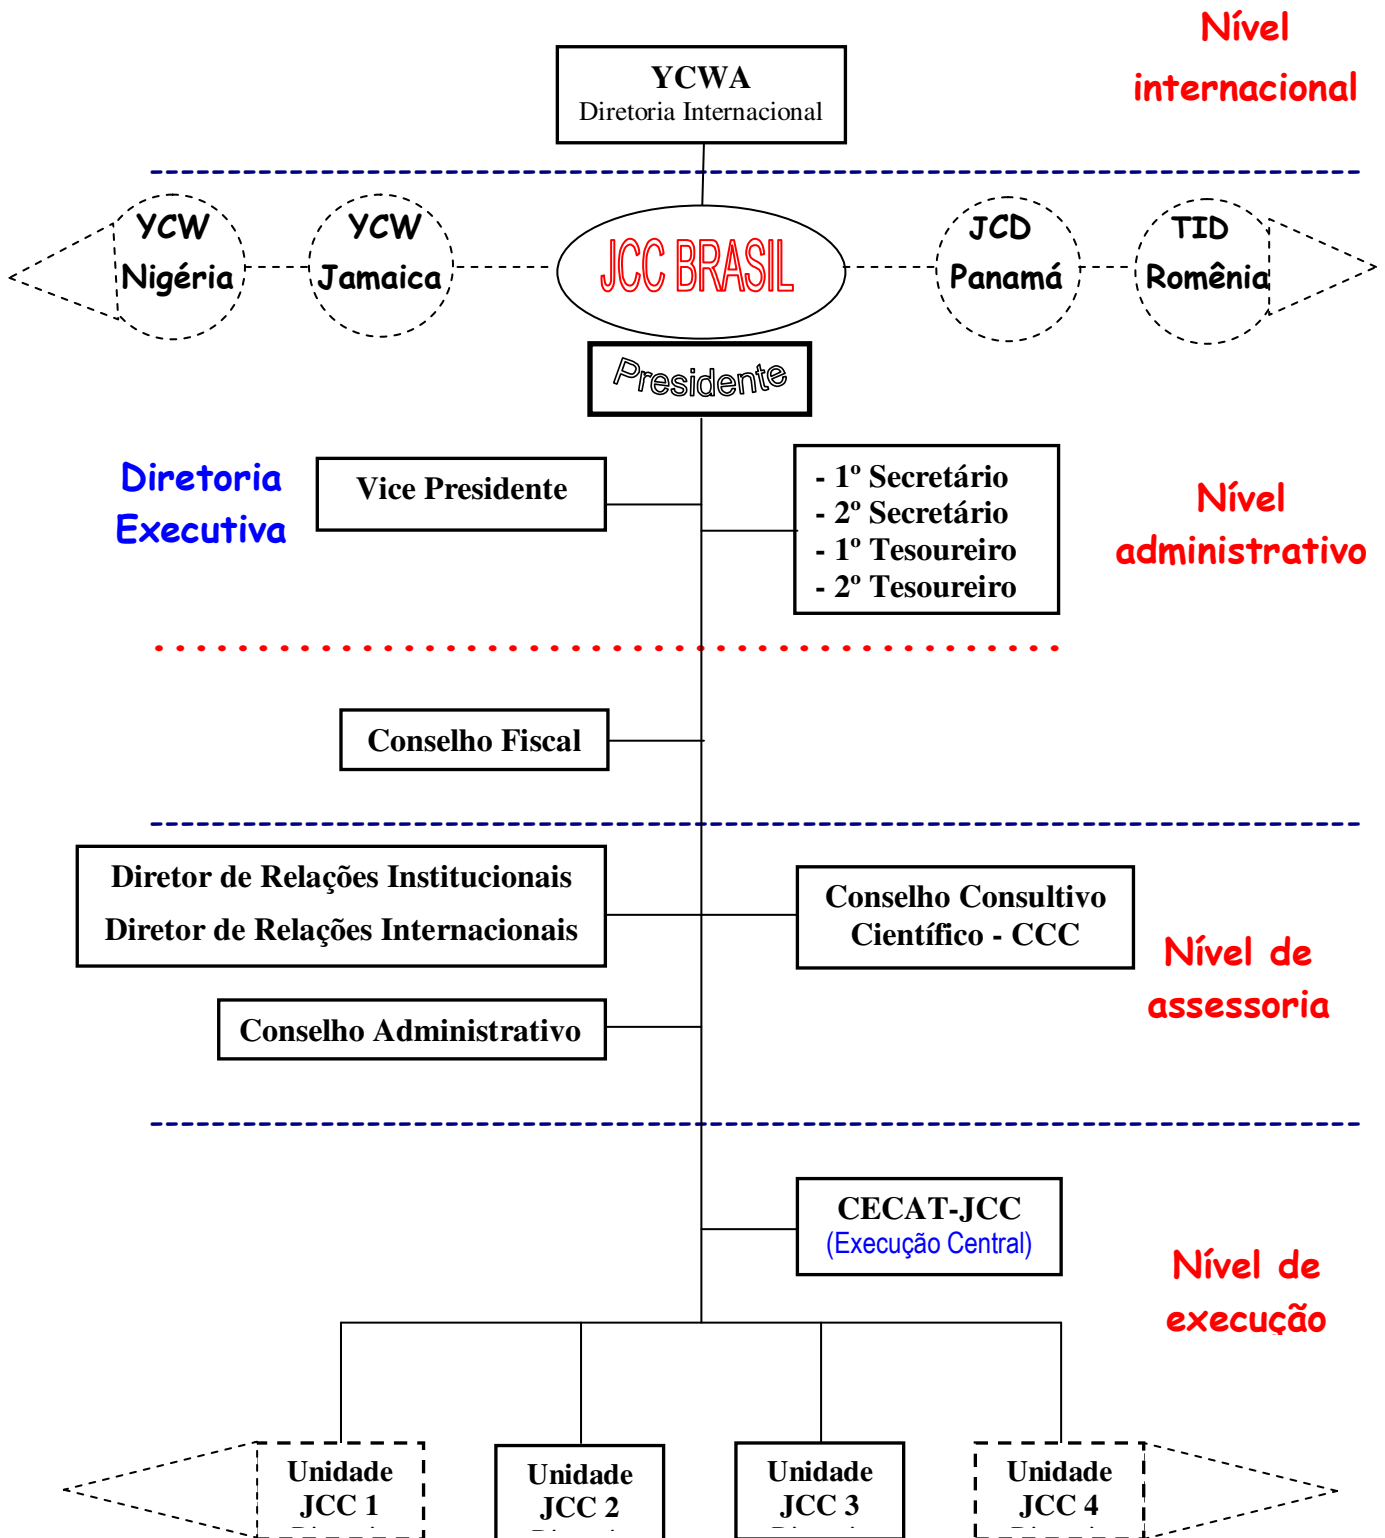 Nível
internacional
YCWA
Diretoria Internacional
YCW
Nigéria
YCW
Jamaica
JCC BRASIL
JCD
Panamá
TID
Romênia
Presidente
Diretoria
Executiva
Vice Presidente
- 1º Secretário
- 2º Secretário
- 1º Tesoureiro
- 2º Tesoureiro
Nível
administrativo
Conselho Fiscal
Diretor de Relações Institucionais
Diretor de Relações Internacionais
Conselho Consultivo
Científico - CCC
Nível de
assessoria
Conselho Administrativo
CECAT-JCC
(Execução Central)
Nível de
execução
Unidade
JCC 1
Unidade
JCC 2
Unidade
JCC 3
Unidade
JCC 4